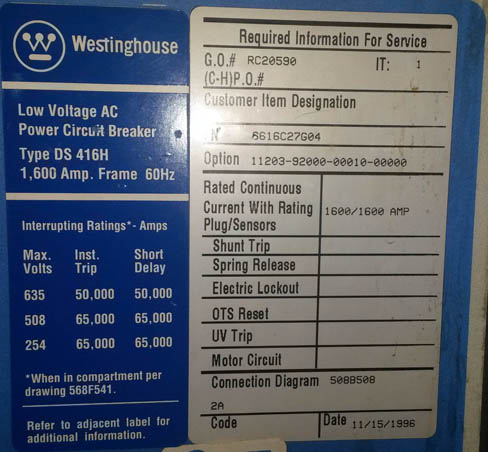 Westinghouse
Low Voltage AC
Power Circuit Breaker
Type DS 416H
1,600 Amp. Frame 60Hz
Interrupting Ratings*- Amps
Max. Inst. Short
Volts Trip Delay
635 50,000 50,000
508 65,000 65,000
254 65,000 65,000
*When in compartment per
drawing 568F541.
Refer to adjacent label for
additional information.
Required Information For Service
G.O.# RC20590 IT: 1
(C-H)P.O.#
Customer Item Designation
6616C27G04
Option 11203-92000-00010-00000
Rated Continuous
Current With Rating 1600/1600 AMP
Plug/Sensors
Shunt Trip
Spring Release
Electric Lockout
OTS Reset
UV Trip
Motor Circuit
Connection Diagram 508B508
2A
Code Date 11/15/1996